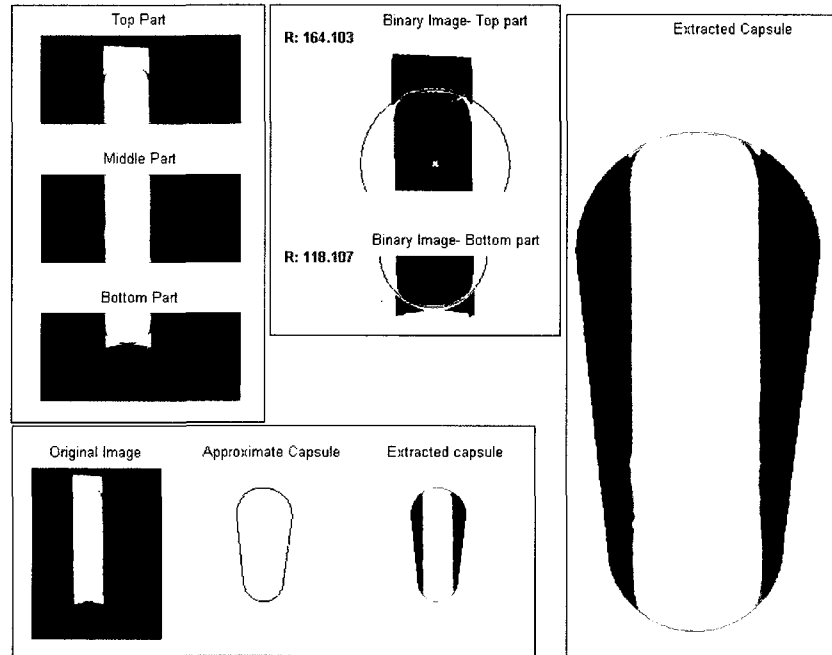 Top Part
Middle Part
Bottom Part
Binary Image- Top part
R: 164.103
Binary Image- Bottom part
R: 118.107
Extracted Capsule
Original Image
Approximate Capsule
Extracted capsule